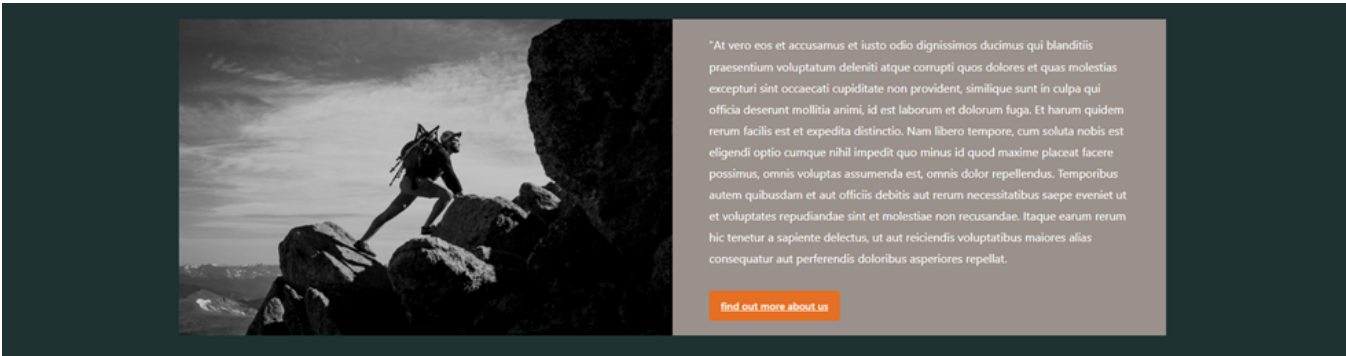 "At vero eos et accusamus et iusto odio dignissimos ducimus qui blanditiis
praesentium voluptatum deleniti atque corrupti quos dolores et quas molestias
excepturi sint occaecati cupiditate non provident, similique sunt in culpa qui
officia deserunt mollitia animi, id est laborum et dolorum fuga. Et harum quidem
rerum facilis est et expedita distinctio. Nam libero tempore, cum soluta nobis est
eligendi optio cumque nihil impedit quo minus id quod maxime placeat facere
possimus, omnis voluptas assumenda est, omnis dolor repellendus. Temporibus
autem quibusdam et aut officiis debitis aut rerum necessitatibus saepe eveniet ut
et voluptates repudiandae sint et molestiae non recusandae. Itaque earum rerum
hic tenetur a sapiente delectus, ut aut reiciendis voluptatibus maiores alias
consequatur aut perferendis doloribus asperiores repellat.
find out more about us